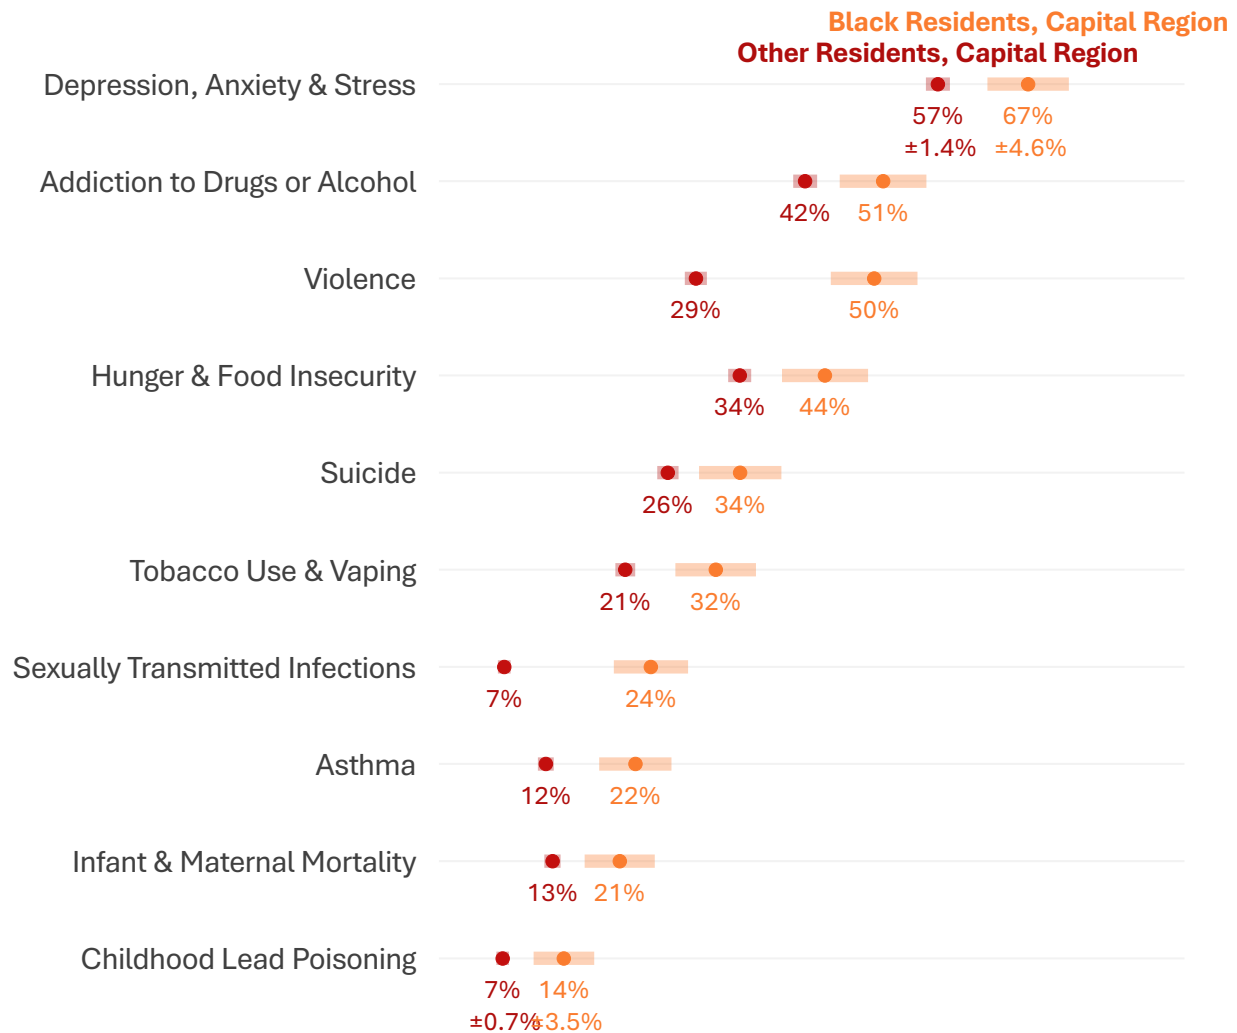 Black Residents, Capital Region
Other Residents, Capital Region
Depression, Anxiety & Stress
57% 67%
±1.4% ±4.6%
Addiction to Drugs or Alcohol
42% 51%
Violence
29% 50%
Hunger & Food Insecurity
34% 44%
Suicide
26% 34%
Tobacco Use & Vaping
21% 32%
Sexually Transmitted Infections
7% 24%
Asthma
12% 22%
Infant & Maternal Mortality
13% 21%
Childhood Lead Poisoning
7% 14%
±0.7% ±3.5%